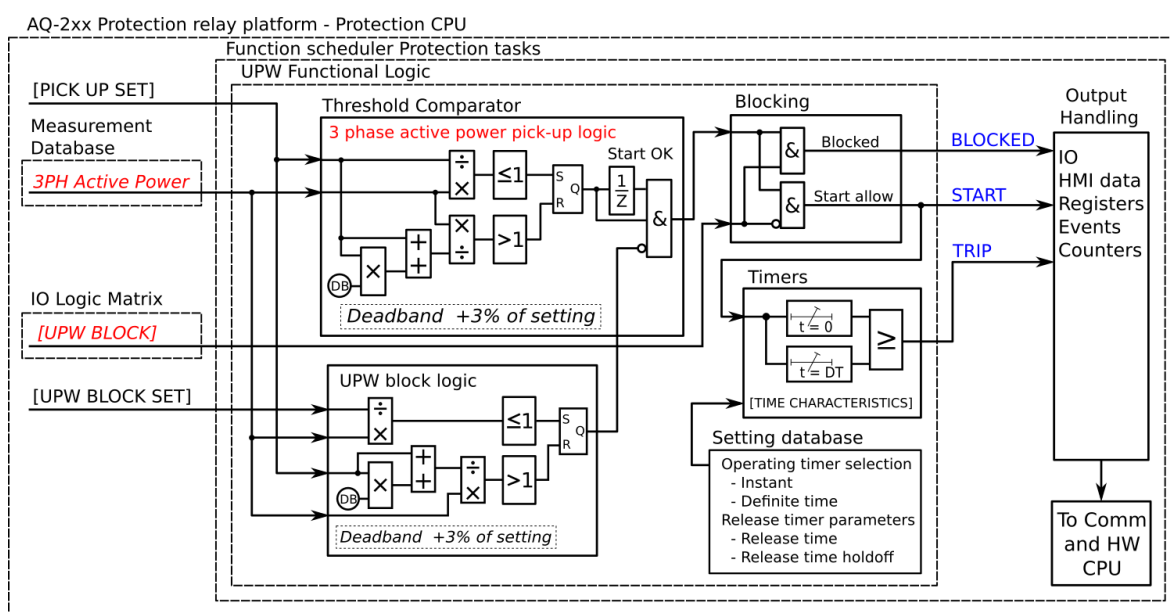 AQ-2xx Protection relay platform - Protection CPU
Function scheduler Protection tasks
UPW Functional Logic
[PICK UP SET]
Measurement
Database
3PH Active Power
IO Logic Matrix
[UPW BLOCK]
[UPW BLOCK SET]
Threshold Comparator
3 phase active power pick-up logic
÷
×
≤1
S
R
Q
Start OK
1
Z
&
×
÷
>1
+
+
×
DB
Deadband +3% of setting
UPW block logic
÷
×
≤1
S
R
Q
+
+
÷
×
>1
×
DB
Deadband +3% of setting
Blocking
&
Blocked
&
Start allow
Timers
t = 0
t = DT
≥
[TIME CHARACTERISTICS]
Setting database
Operating timer selection
- Instant
- Definite time
Release timer parameters
- Release time
- Release time holdoff
BLOCKED
START
TRIP
Output
Handling
IO
HMI data
Registers
Events
Counters
To Comm
and HW
CPU